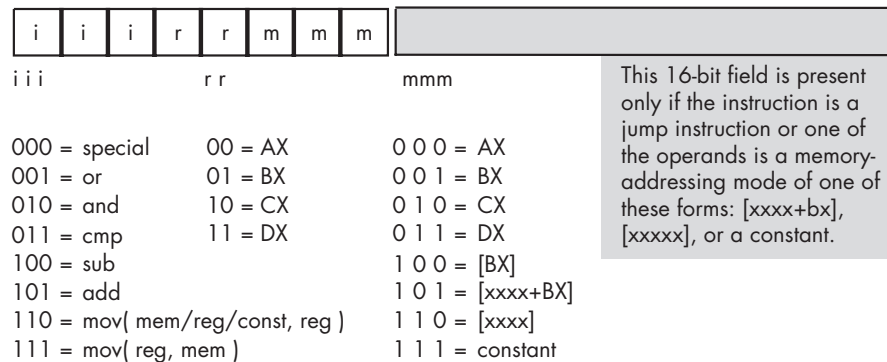 i i i r r m m m
i i i r r mmm
000 = special 00 = AX 0 0 0 = AX
001 = or 01 = BX 0 0 1 = BX
010 = and 10 = CX 0 1 0 = CX
011 = cmp 11 = DX 0 1 1 = DX
100 = sub 1 0 0 = [BX]
101 = add 1 0 1 = [xxxx+BX]
110 = mov( mem/reg/const, reg ) 1 1 0 = [xxxx]
111 = mov( reg, mem ) 1 1 1 = constant
This 16-bit field is present
only if the instruction is a
jump instruction or one of
the operands is a memory-
addressing mode of one of
these forms: [xxxx+bx],
[xxxxx], or a constant.